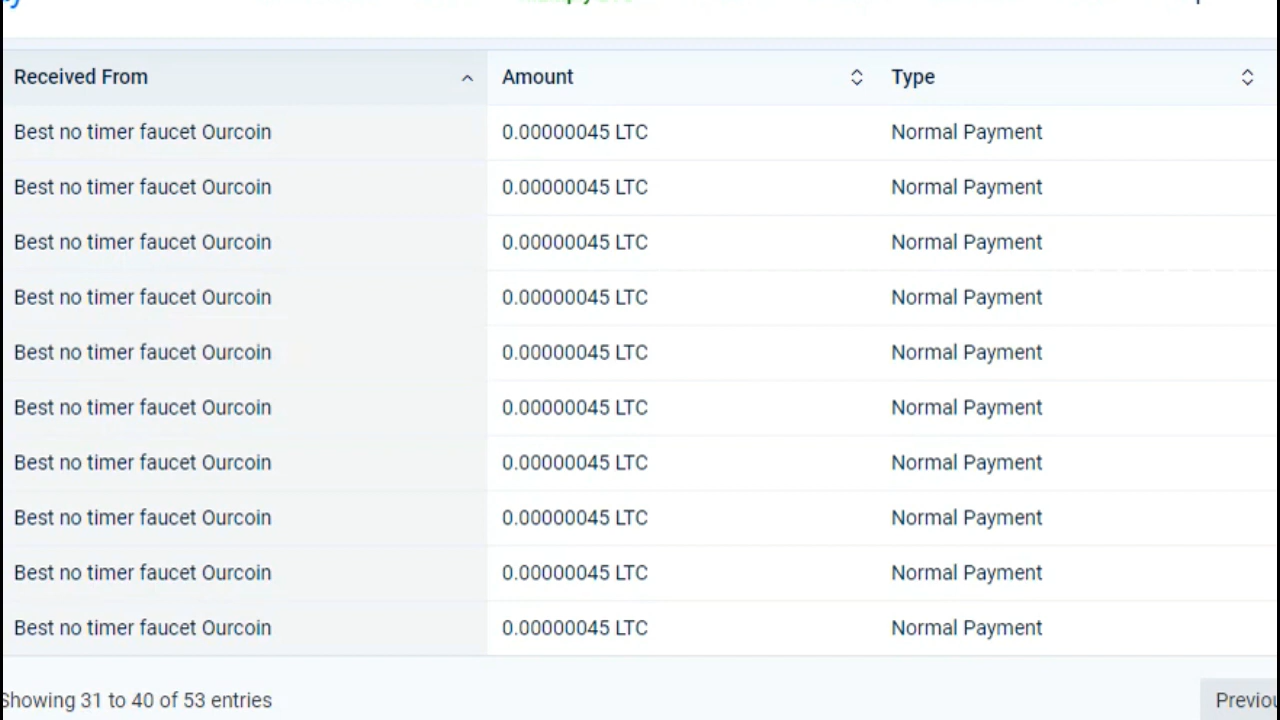 Received From Amount Type
Best no timer faucet Ourcoin 0.00000045 LTC Normal Payment
Best no timer faucet Ourcoin 0.00000045 LTC Normal Payment
Best no timer faucet Ourcoin 0.00000045 LTC Normal Payment
Best no timer faucet Ourcoin 0.00000045 LTC Normal Payment
Best no timer faucet Ourcoin 0.00000045 LTC Normal Payment
Best no timer faucet Ourcoin 0.00000045 LTC Normal Payment
Best no timer faucet Ourcoin 0.00000045 LTC Normal Payment
Best no timer faucet Ourcoin 0.00000045 LTC Normal Payment
Best no timer faucet Ourcoin 0.00000045 LTC Normal Payment
Best no timer faucet Ourcoin 0.00000045 LTC Normal Payment
Showing 31 to 40 of 53 entries Previou